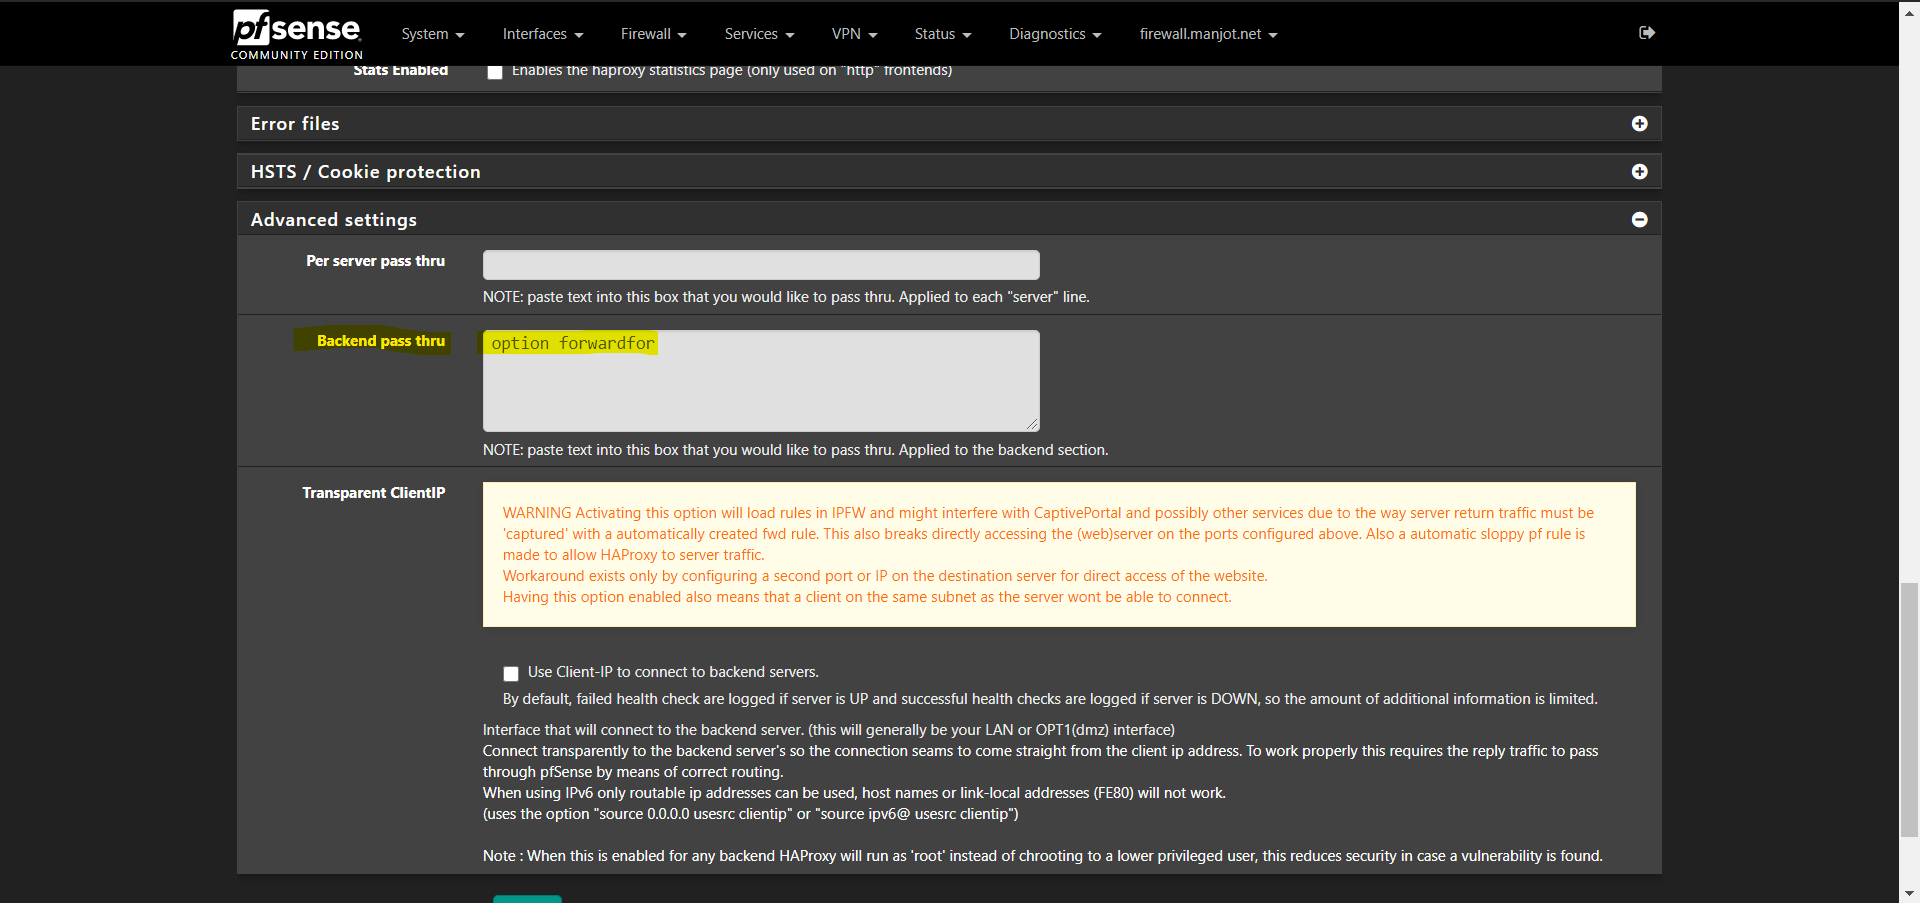 pfsense
COMMUNITY EDITION
System
Interfaces
Firewall
Services
VPN
Status
Diagnostics
firewall.manjot.net
Stats Enabled
Enables the haproxy statistics page (only used on "http" frontends)
Error files
HSTS / Cookie protection
Advanced settings
Per server pass thru
NOTE: paste text into this box that you would like to pass thru. Applied to each "server" line.
Backend pass thru
option forwardfor
NOTE: paste text into this box that you would like to pass thru. Applied to the backend section.
Transparent ClientIP
WARNING Activating this option will load rules in IPFW and might interfere with CaptivePortal and possibly other services due to the way server return traffic must be
'captured' with a automatically created fwd rule. This also breaks directly accessing the (web)server on the ports configured above. Also a automatic sloppy pf rule is
made to allow HAProxy to server traffic.
Workaround exists only by configuring a second port or IP on the destination server for direct access of the website.
Having this option enabled also means that a client on the same subnet as the server wont be able to connect.
Use Client-IP to connect to backend servers.
By default, failed health check are logged if server is UP and successful health checks are logged if server is DOWN, so the amount of additional information is limited.
Interface that will connect to the backend server. (this will generally be your LAN or OPT1(dmz) interface)
Connect transparently to the backend server's so the connection seams to come straight from the client ip address. To work properly this requires the reply traffic to pass
through pfSense by means of correct routing.
When using IPv6 only routable ip addresses can be used, host names or link-local addresses (FE80) will not work.
(uses the option "source 0.0.0.0 usesrc clientip" or "source ipv6@ usesrc clientip")
Note : When this is enabled for any backend HAProxy will run as 'root' instead of chrooting to a lower privileged user, this reduces security in case a vulnerability is found.